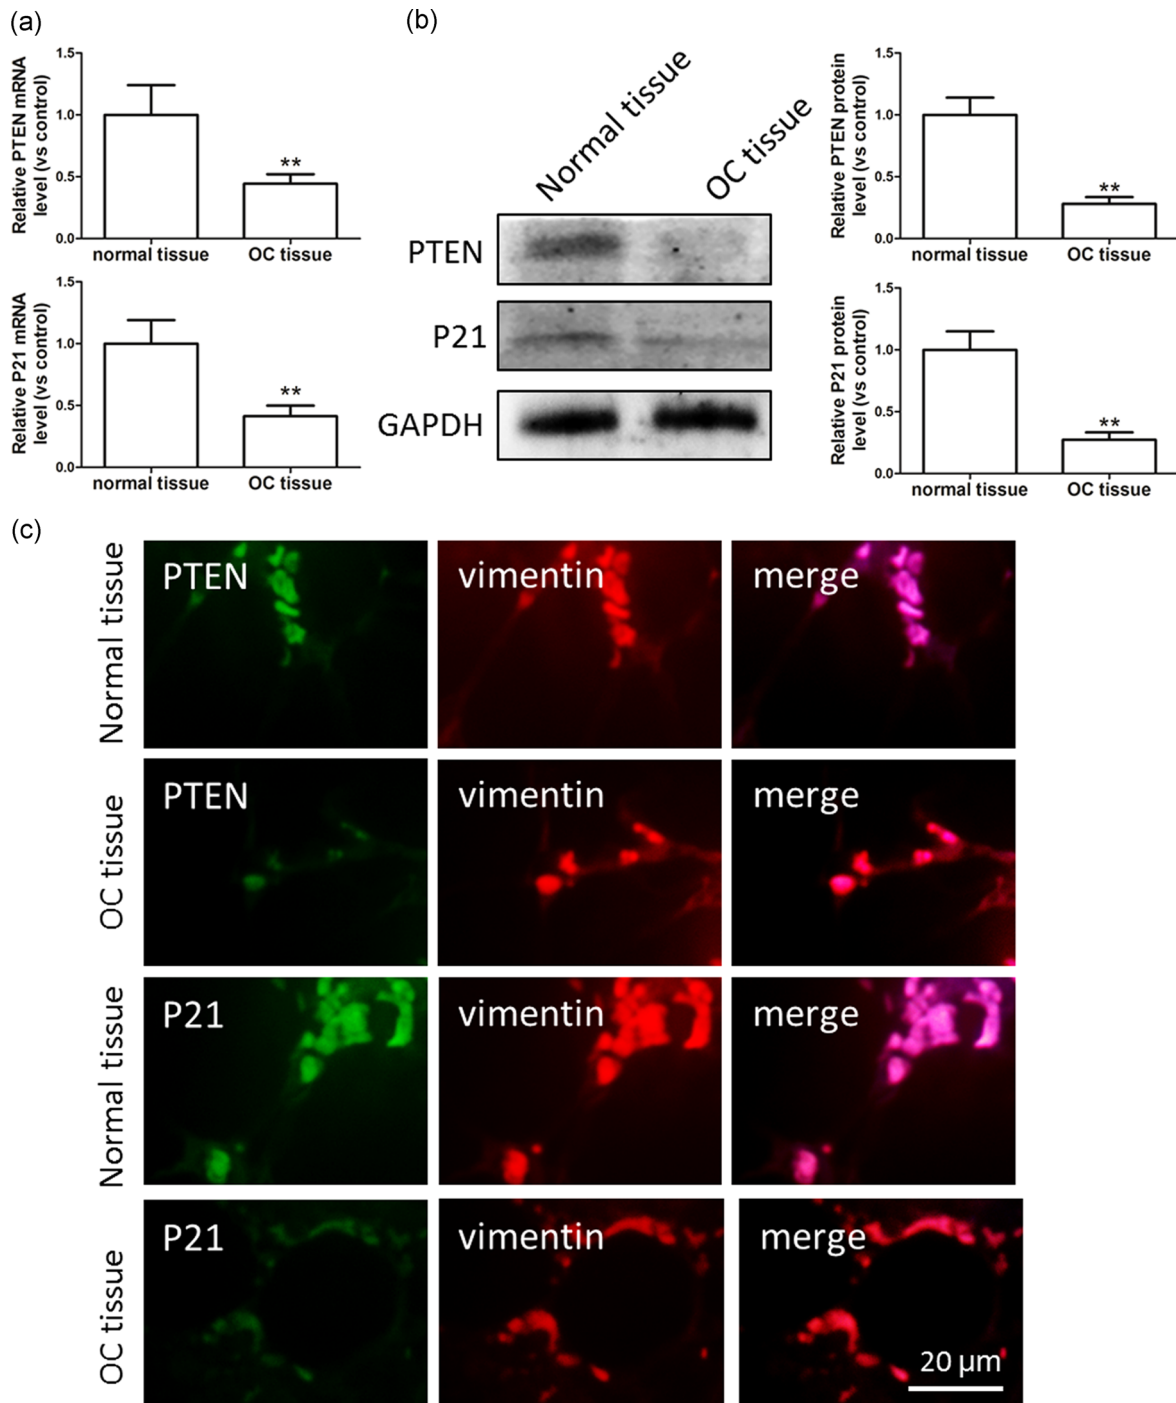 (a)
Relative PTEN mRNA
level (vs control)
1.5
1.0
0.5
0.0
**
normal tissue
OC tissue
Relative P21 mRNA
level (vs control)
1.5
1.0
0.5
0.0
**
normal tissue
OC tissue
(b)
Normal tissue
OC tissue
PTEN
P21
GAPDH
Relative PTEN protein
level (vs control)
1.5
1.0
0.5
0.0
**
normal tissue
OC tissue
Relative P21 protein
level (vs control)
1.5
1.0
0.5
0.0
**
normal tissue
OC tissue
(c)
Normal tissue
PTEN
vimentin
merge
OC tissue
PTEN
vimentin
merge
Normal tissue
P21
vimentin
merge
OC tissue
P21
vimentin
merge
20 μm